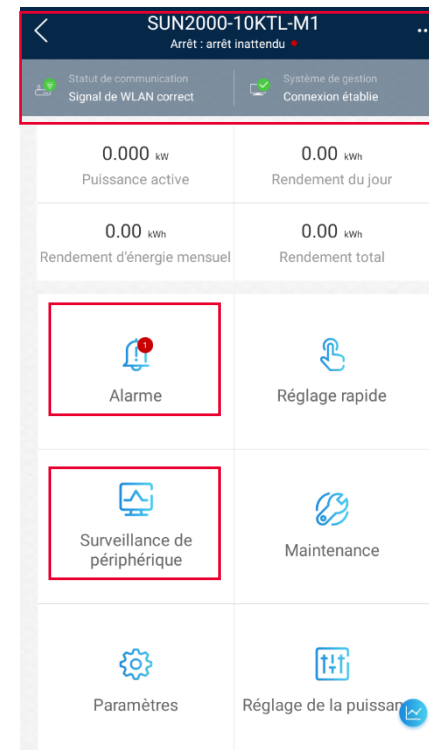 SUN2000-10KTL-M1
Arrêt : arrêt inattendu
Statut de communication
Signal de WLAN correct
Système de gestion
Connexion établie
0.000 kW
Puissance active
0.00 kWh
Rendement du jour
0.00 kWh
Rendement d'énergie mensuel
0.00 kWh
Rendement total
1
Alarme
Réglage rapide
Surveillance de
périphérique
Maintenance
Paramètres
Réglage de la puissan